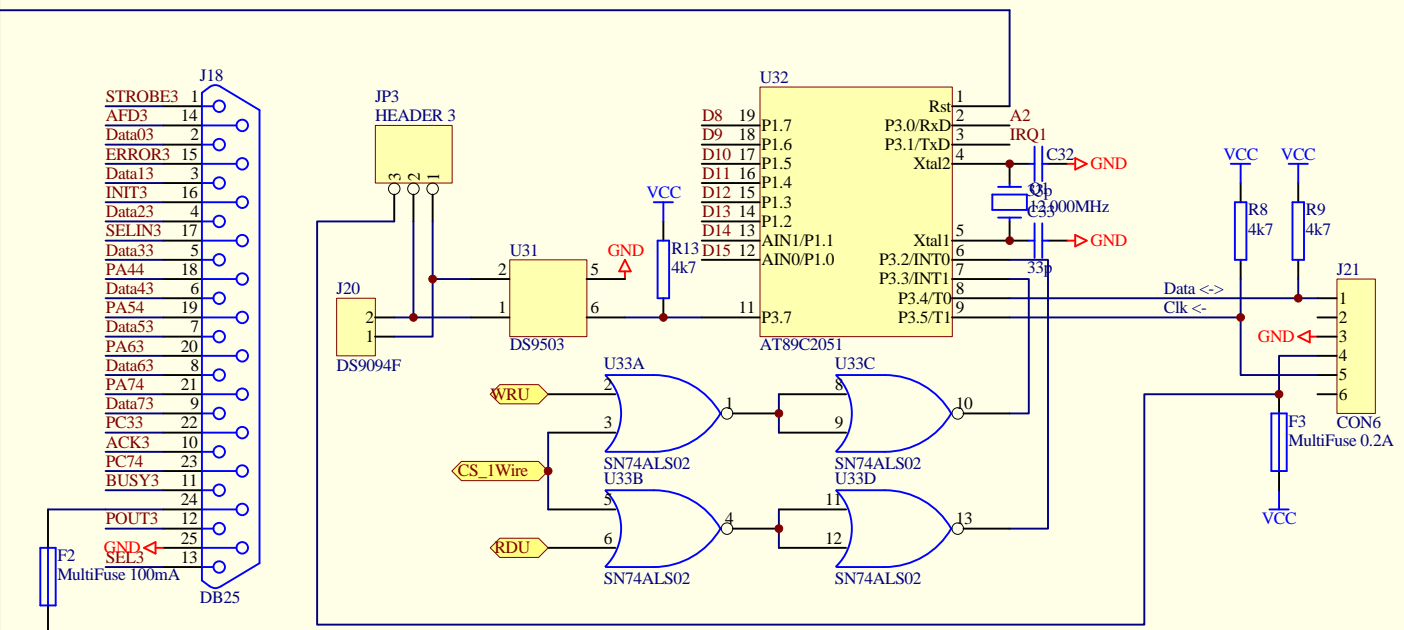 J18
STROBE3 1
AFD3 14
Data03 2
ERROR3 15
Data13 3
INIT3 16
Data23 4
SELIN3 17
Data33 5
PA44 18
Data43 6
PA54 19
Data53 7
PA63 20
Data63 8
PA74 21
Data73 9
PC33 22
ACK3 10
PC74 23
BUSY3 11
24
POUT3 12
GND 25
SEL3 13
DB25
F2
MultiFuse 100mA
JP3
HEADER 3
3 2 1
J20
2
1
DS9094F
U31
2 5
1 6
DS9503
GND
VCC
R13
4k7
U32
D8 19 P1.7
D9 18 P1.6
D10 17 P1.5
D11 16 P1.4
D12 15 P1.3
D13 14 P1.2
D14 13 AIN1/P1.1
D15 12 AIN0/P1.0
11 P3.7
Rst 1
P3.0/RxD 2 A2
P3.1/TxD 3 IRQ1
Xtal2 4
Xtal1 5
P3.2/INT0 6
P3.3/INT1 7
P3.4/T0 8
P3.5/T1 9
AT89C2051
C32
GND
33p
12.000MHz
C33
GND
33p
VCC
R8
4k7
VCC
R9
4k7
Data <->
Clk <-
J21
1
2
GND 3
4
5
6
CON6
F3
MultiFuse 0.2A
VCC
WRU
CS_1Wire
RDU
U33A
2
3
1
SN74ALS02
U33B
5
6
4
SN74ALS02
U33C
8
9
10
SN74ALS02
U33D
11
12
13
SN74ALS02